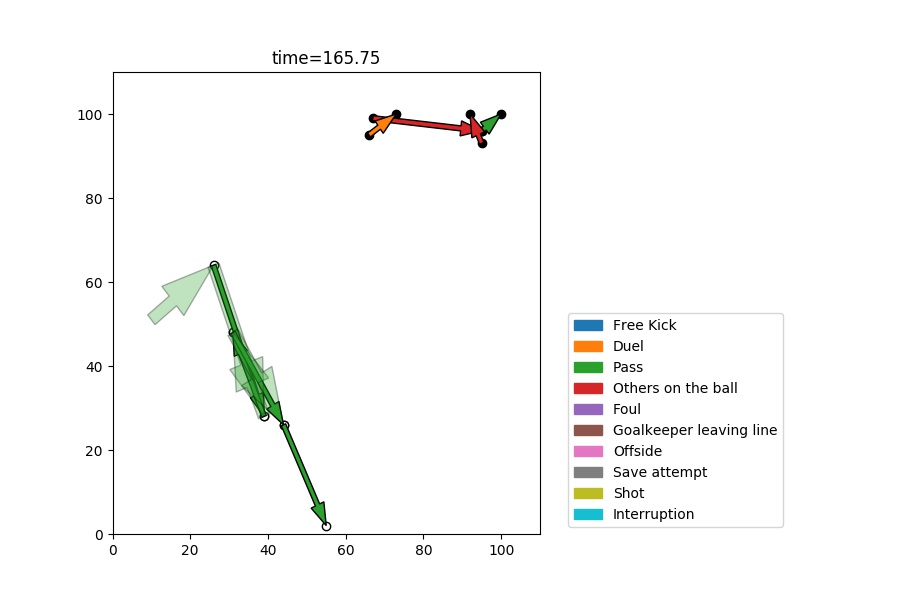 time=165.75
100
80
60
40
20
0
0 20 40 60 80 100
Free Kick
Duel
Pass
Others on the ball
Foul
Goalkeeper leaving line
Offside
Save attempt
Shot
Interruption